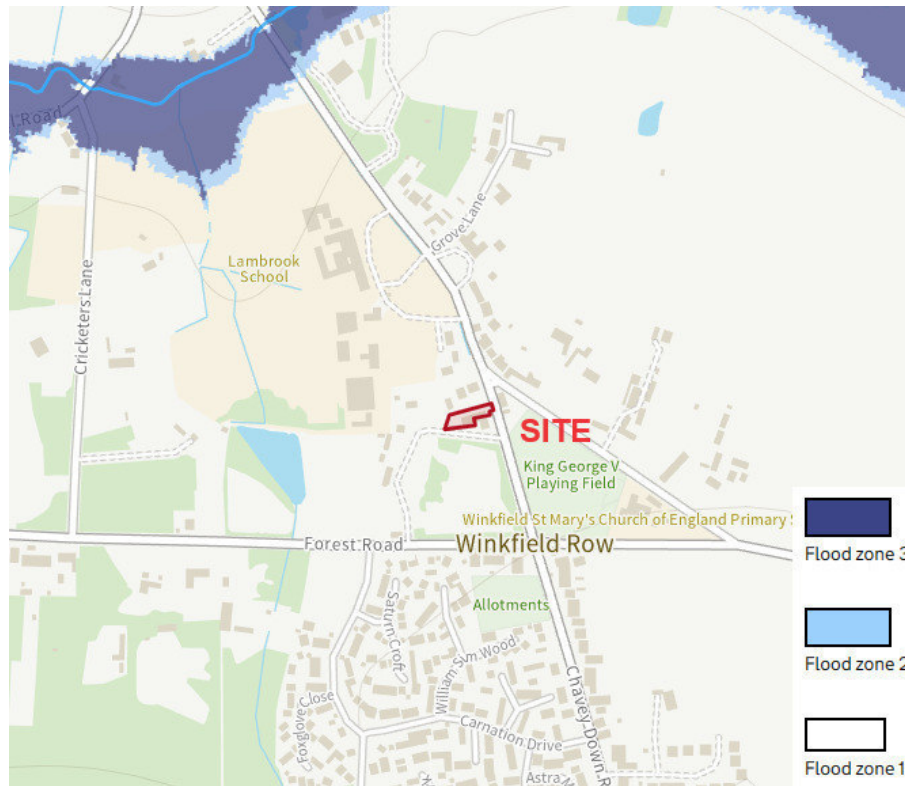 Road
Grove Lane
Lambrook
School
Cricketers Lane
SITE
King George V
Playing Field
Winkfield St Mary's Church of England Primary
Forest Road
Winkfield Row
Flood zone 3
Allotments
Saturn Croft
William Sim Wood
Flood zone 2
Chavey Down R
Foxglove Close
Carnation Drive
Astra M
Flood zone 1